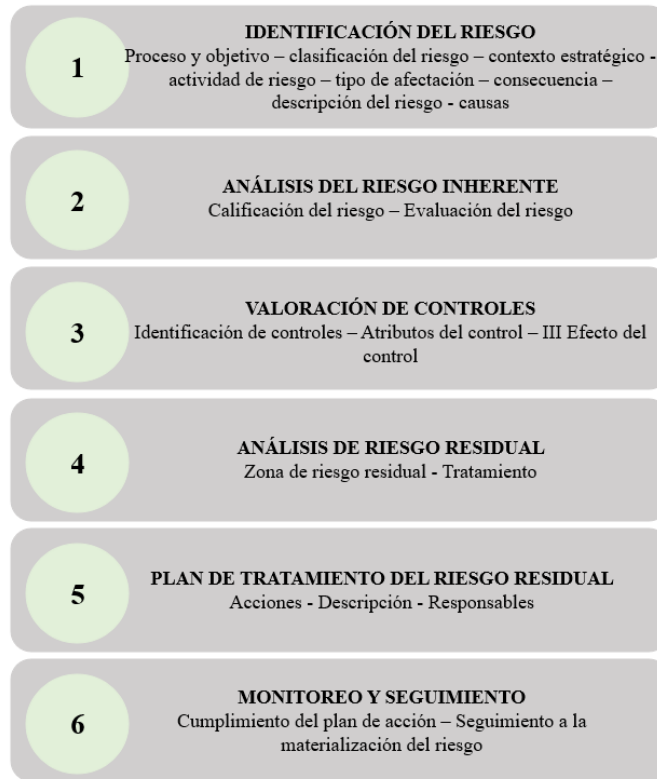 1
IDENTIFICACIÓN DEL RIESGO
Proceso y objetivo – clasificación del riesgo – contexto estratégico -
actividad de riesgo – tipo de afectación – consecuencia –
descripción del riesgo - causas
2
ANÁLISIS DEL RIESGO INHERENTE
Calificación del riesgo – Evaluación del riesgo
3
VALORACIÓN DE CONTROLES
Identificación de controles – Atributos del control – III Efecto del
control
4
ANÁLISIS DE RIESGO RESIDUAL
Zona de riesgo residual - Tratamiento
5
PLAN DE TRATAMIENTO DEL RIESGO RESIDUAL
Acciones - Descripción - Responsables
6
MONITOREO Y SEGUIMIENTO
Cumplimiento del plan de acción – Seguimiento a la
materialización del riesgo